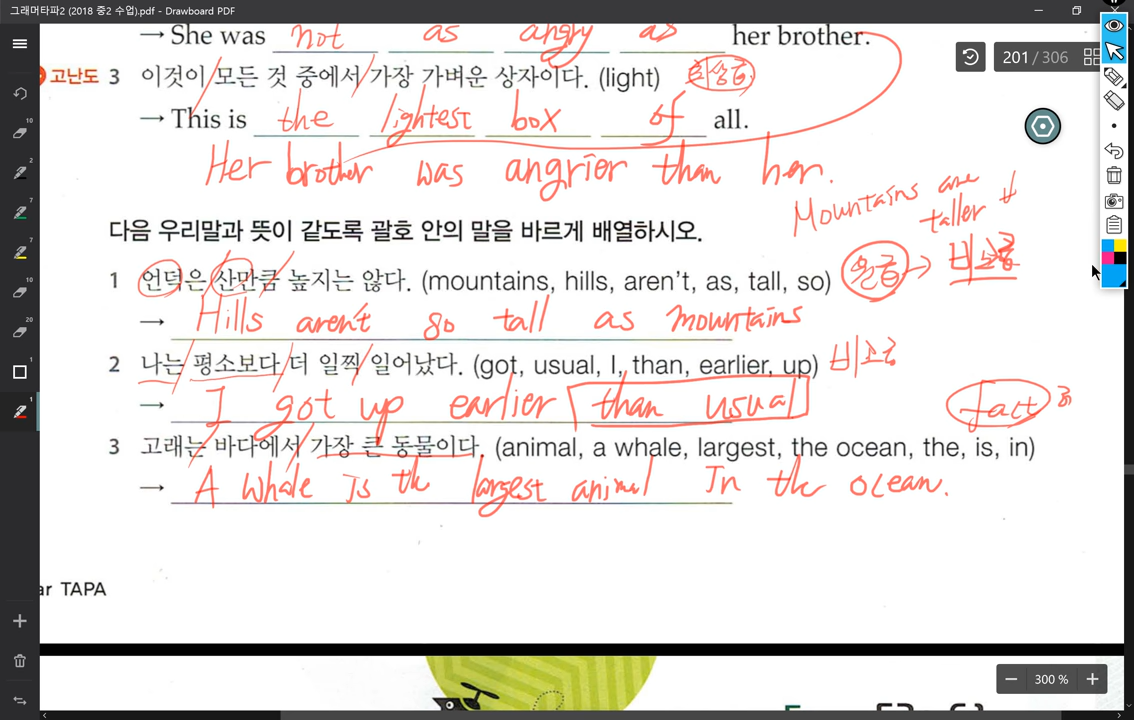 그래머타파2 (2018 중2 수업).pdf - Drawboard PDF
201 / 306
→ She was not as angry as her brother.
고난도 3 이것이 모든 것 중에서 가장 가벼운 상자이다. (light) 최상급
→ This is the lightest box of all.
Her brother was angrier than her.
Mountains are
taller
다음 우리말과 뜻이 같도록 괄호 안의 말을 바르게 배열하시오.
1 언덕은 산만큼 높지는 않다. (mountains, hills, aren't, as, tall, so) 원급 → 비교급
→ Hills aren't so tall as mountains
2 나는 평소보다 더 일찍 일어났다. (got, usual, I, than, earlier, up) 비교급
→ I got up earlier than usual
fact
3 고래는 바다에서 가장 큰 동물이다. (animal, a whale, largest, the ocean, the, is, in)
→ A whale is the largest animal In the ocean.
ar TAPA
300 %
10
2
7
7
10
20
1
1